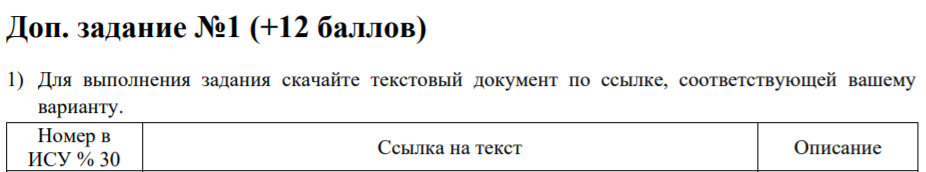 Доп. задание №1 (+12 баллов)
1) Для выполнения задания скачайте текстовый документ по ссылке, соответствующей вашему
варианту.
Номер в
ИСУ % 30
Ссылка на текст
Описание